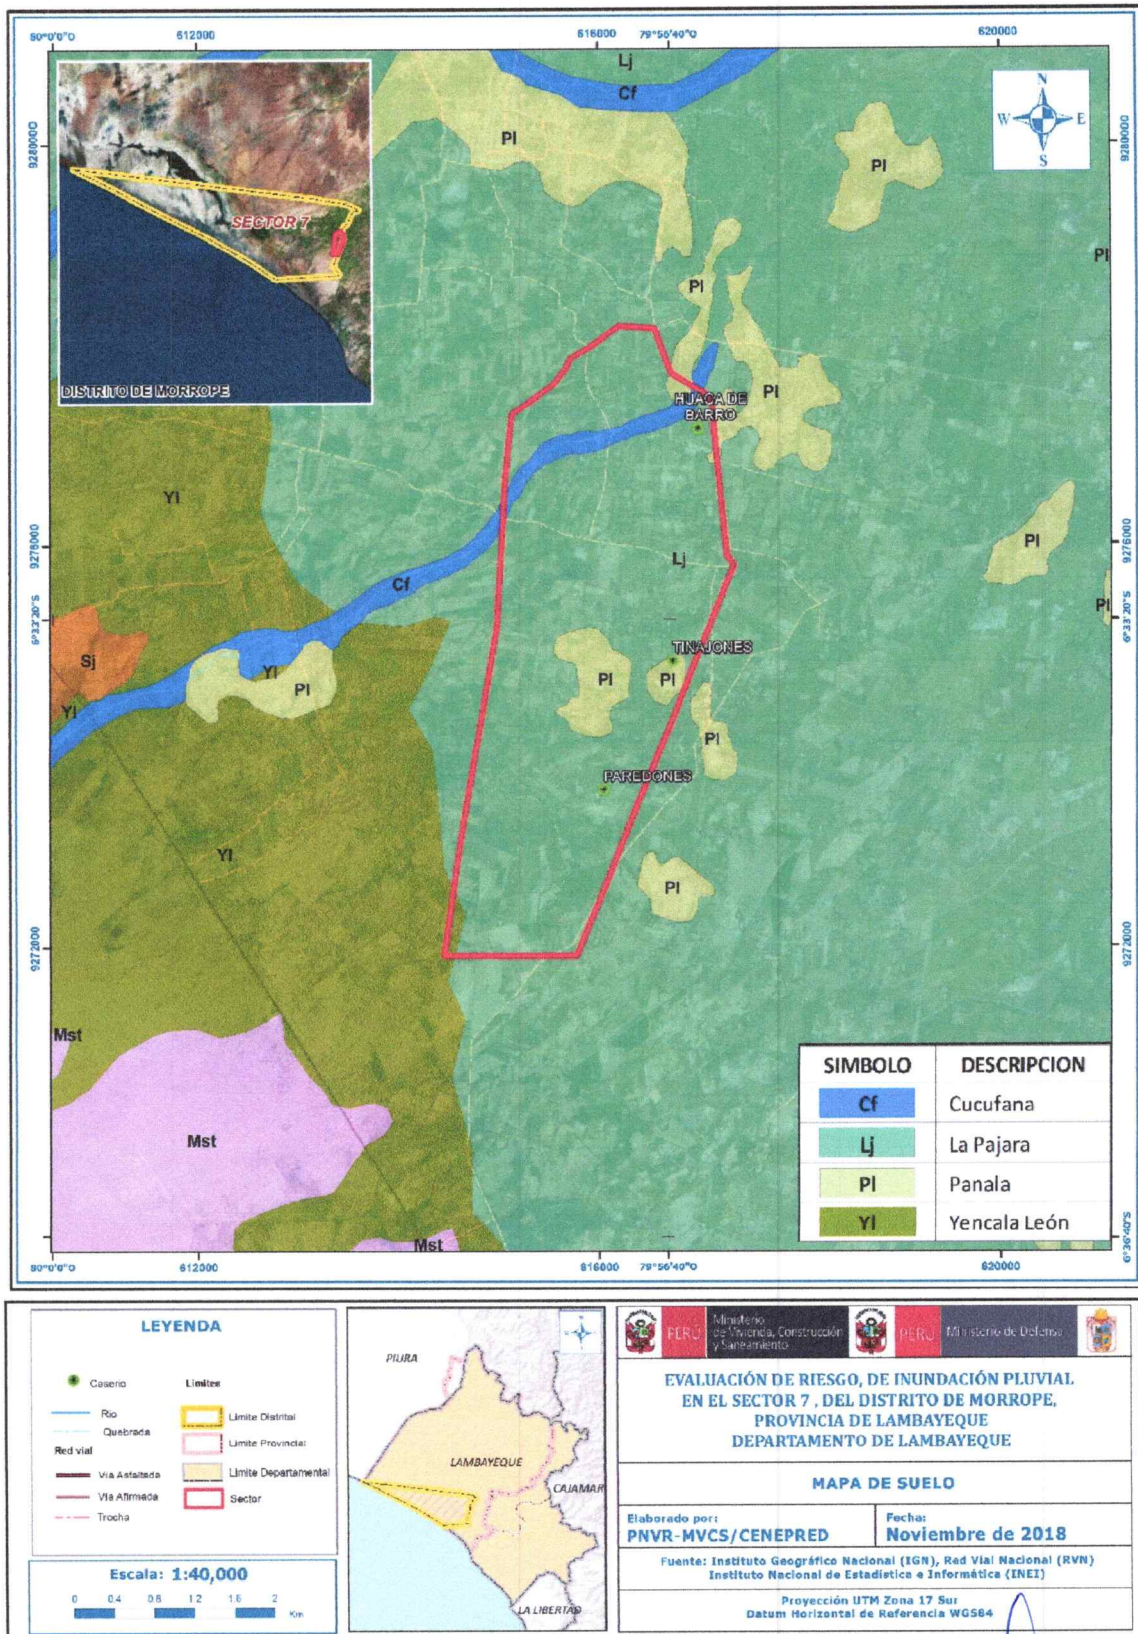 80°0'0"O
612000
616000
79°56'40"O
620000
Lj
Cf
N
W
E
S
9280000
9280000
Pl
Pl
Pl
SECTOR 7
Pl
DISTRITO DE MORROPE
Pl
HUACA DE
BARRO
Yl
9276000
9276000
Pl
Lj
Cf
6°33'20"S
6°33'20"S
Pl
TINAJONES
Sj
Yl
Pl
Pl
Pl
Yl
Pl
PAREDONES
Yl
Pl
9272000
9272000
Mst
Mst
Mst
SIMBOLO DESCRIPCION
Cf Cucufana
Lj La Pajara
Pl Panala
Yl Yencala León
6°36'40"S
80°0'0"O
612000
616000
79°56'40"O
620000
LEYENDA
Caserio
Limites
Rio
Quebrada
Limite Distrital
Red vial
Limite Provincial
Via Asfaltada
Limite Departamental
Via Afirmada
Sector
Trocha
Escala: 1:40,000
0 0.4 0.8 1.2 1.6 2
Km
PIURA
LAMBAYEQUE
CAJAMAR
LA LIBERTAD
PERÚ
Ministerio
de Vivienda, Construcción
y Saneamiento
PERÚ
Ministerio de Defensa
EVALUACIÓN DE RIESGO, DE INUNDACIÓN PLUVIAL
EN EL SECTOR 7 , DEL DISTRITO DE MORROPE,
PROVINCIA DE LAMBAYEQUE
DEPARTAMENTO DE LAMBAYEQUE
MAPA DE SUELO
Elaborado por:
PNVR-MVCS/CENEPRED
Fecha:
Noviembre de 2018
Fuente: Instituto Geográfico Nacional (IGN), Red Vial Nacional (RVN)
Instituto Nacional de Estadística e Informática (INEI)
Proyección UTM Zona 17 Sur
Datum Horizontal de Referencia WGS84